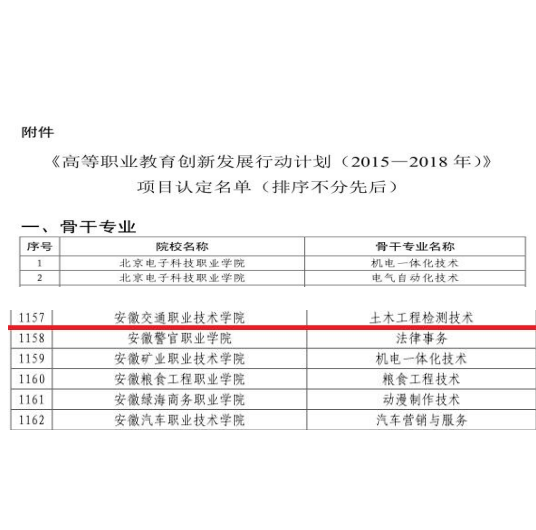 附件
《高等职业教育创新发展行动计划（2015—2018 年）》
项目认定名单（排序不分先后）
一、骨干专业
序号 院校名称 骨干专业名称
1 北京电子科技职业学院 机电一体化技术
2 北京电子科技职业学院 电气自动化技术
1157 安徽交通职业技术学院 土木工程检测技术
1158 安徽警官职业学院 法律事务
1159 安徽矿业职业技术学院 机电一体化技术
1160 安徽粮食工程职业学院 粮食工程技术
1161 安徽绿海商务职业学院 动漫制作技术
1162 安徽汽车职业技术学院 汽车营销与服务